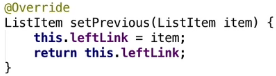 @Override
ListItem setPrevious(ListItem item) {
    this.leftLink = item;
    return this.leftLink;
}